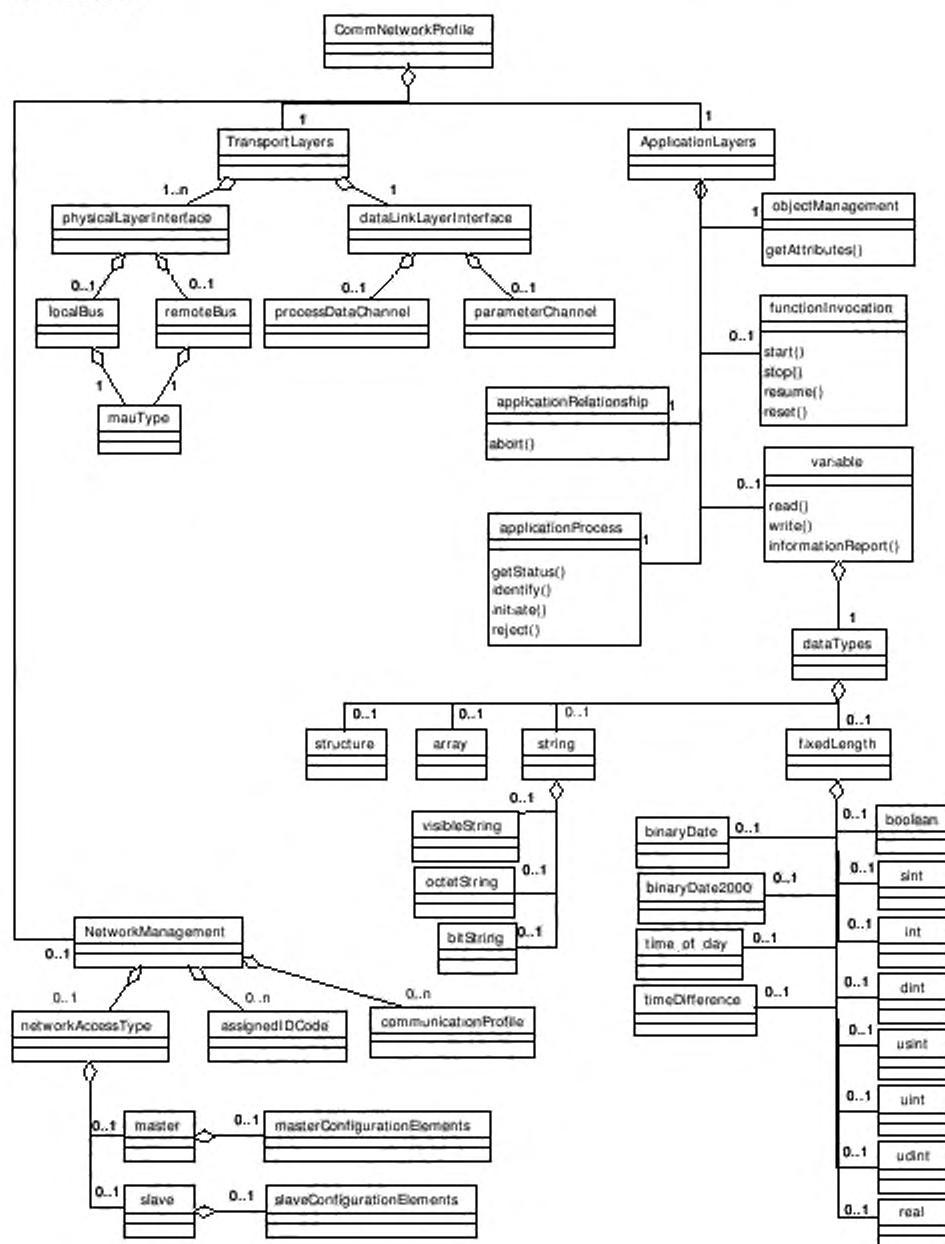 CommNetworkProfile
1
1
TransportLayers
ApplicationLayers
1..n
1
physicalLayerInterface
dataLinkLayerInterface
1
objectManagement
getAttributes()
0..1
0..1
0..1
0..1
localBus
remoteBus
processDataChannel
parameterChannel
0..1
functionInvocation
start()
stop()
resume()
reset()
1
1
mauType
applicationRelationship
1
abort()
0..1
variable
read()
write()
informationReport()
applicationProcess
1
getStatus()
identify()
initiate()
reject()
1
dataTypes
0..1
0..1
0..1
0..1
structure
array
string
fixedLength
0..1
visibleString
0..1
octetString
0..1
bitString
binaryDate
0..1
binaryDate2000
0..1
time_of_day
0..1
timeDifference
0..1
0..1
boolean
0..1
sint
0..1
int
0..1
dint
0..1
usint
0..1
uint
0..1
udint
0..1
real
NetworkManagement
0..1
0..1
0..n
0..n
networkAccessType
assignedIDCode
communicationProfile
0..1
master
0..1
masterConfigurationElements
0..1
slave
0..1
slaveConfigurationElements